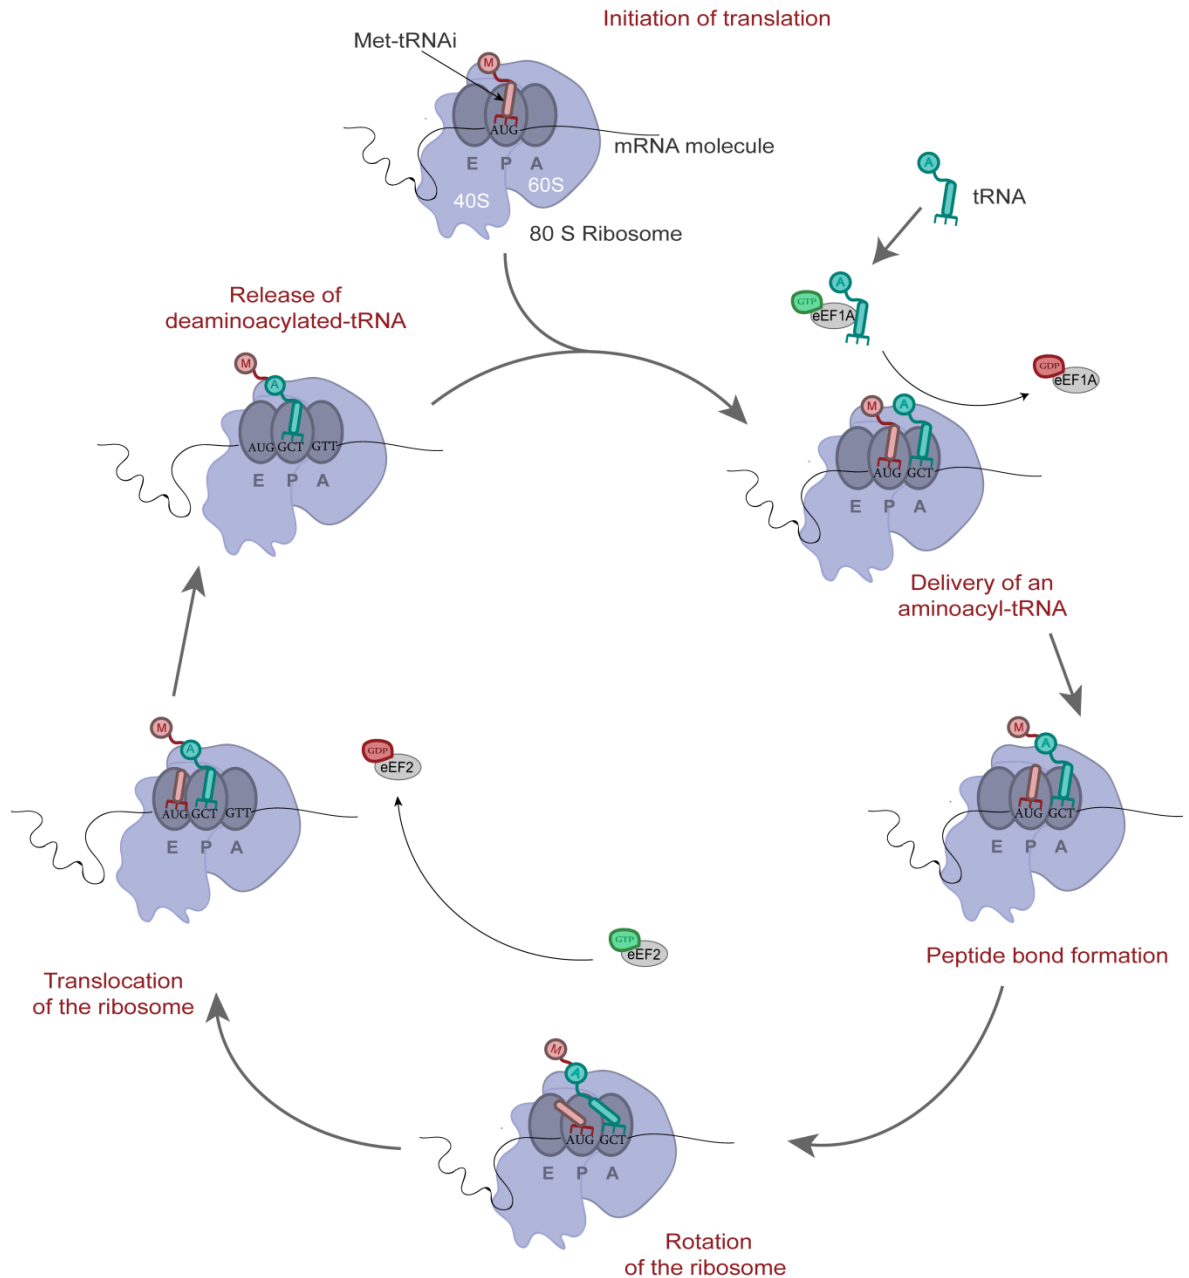 Initiation of translation
Met-tRNAi
M
AUG
mRNA molecule
E P A
60S
40S
80 S Ribosome
A
tRNA
A
GTP
eEF1A
GDP
eEF1A
Release of
deaminoacylated-tRNA
M
A
AUG GCT GTT
E P A
M A
AUG GCT
E P A
Delivery of an
aminoacyl-tRNA
M
A
AUG GCT
E P A
Peptide bond formation
M
A
AUG GCT GTT
E P A
GDP
eEF2
GTP
eEF2
Translocation
of the ribosome
M
A
AUG GCT
E P A
Rotation
of the ribosome